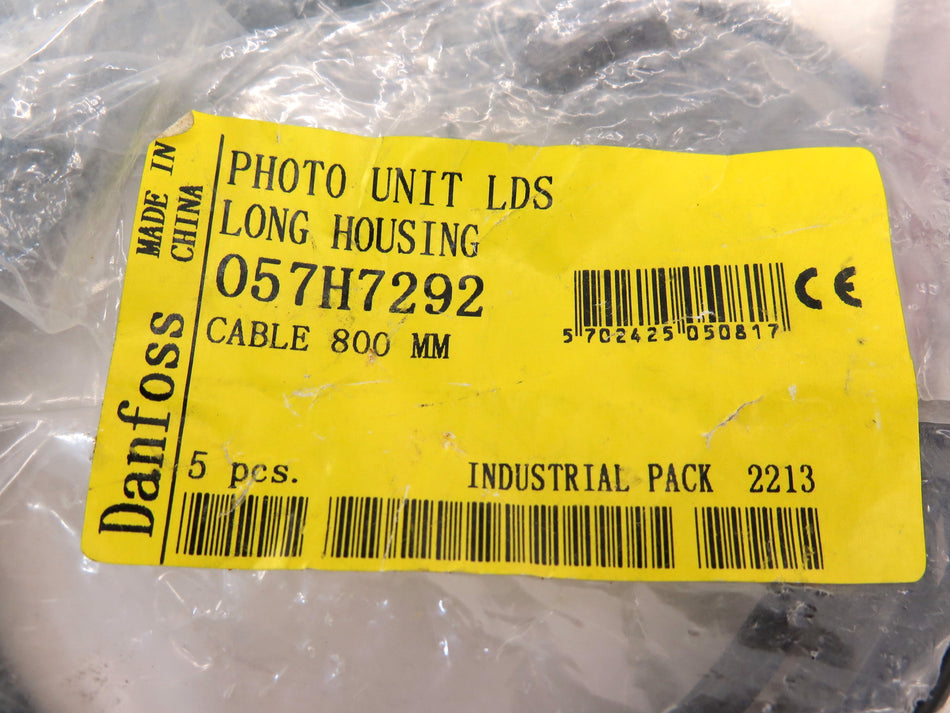 MADE IN
CHINA
Danfoss
PHOTO UNIT LDS
LONG HOUSING
057H7292
CABLE 800 MM
5 702425 050817
CE
5 pcs.
INDUSTRIAL PACK 2213